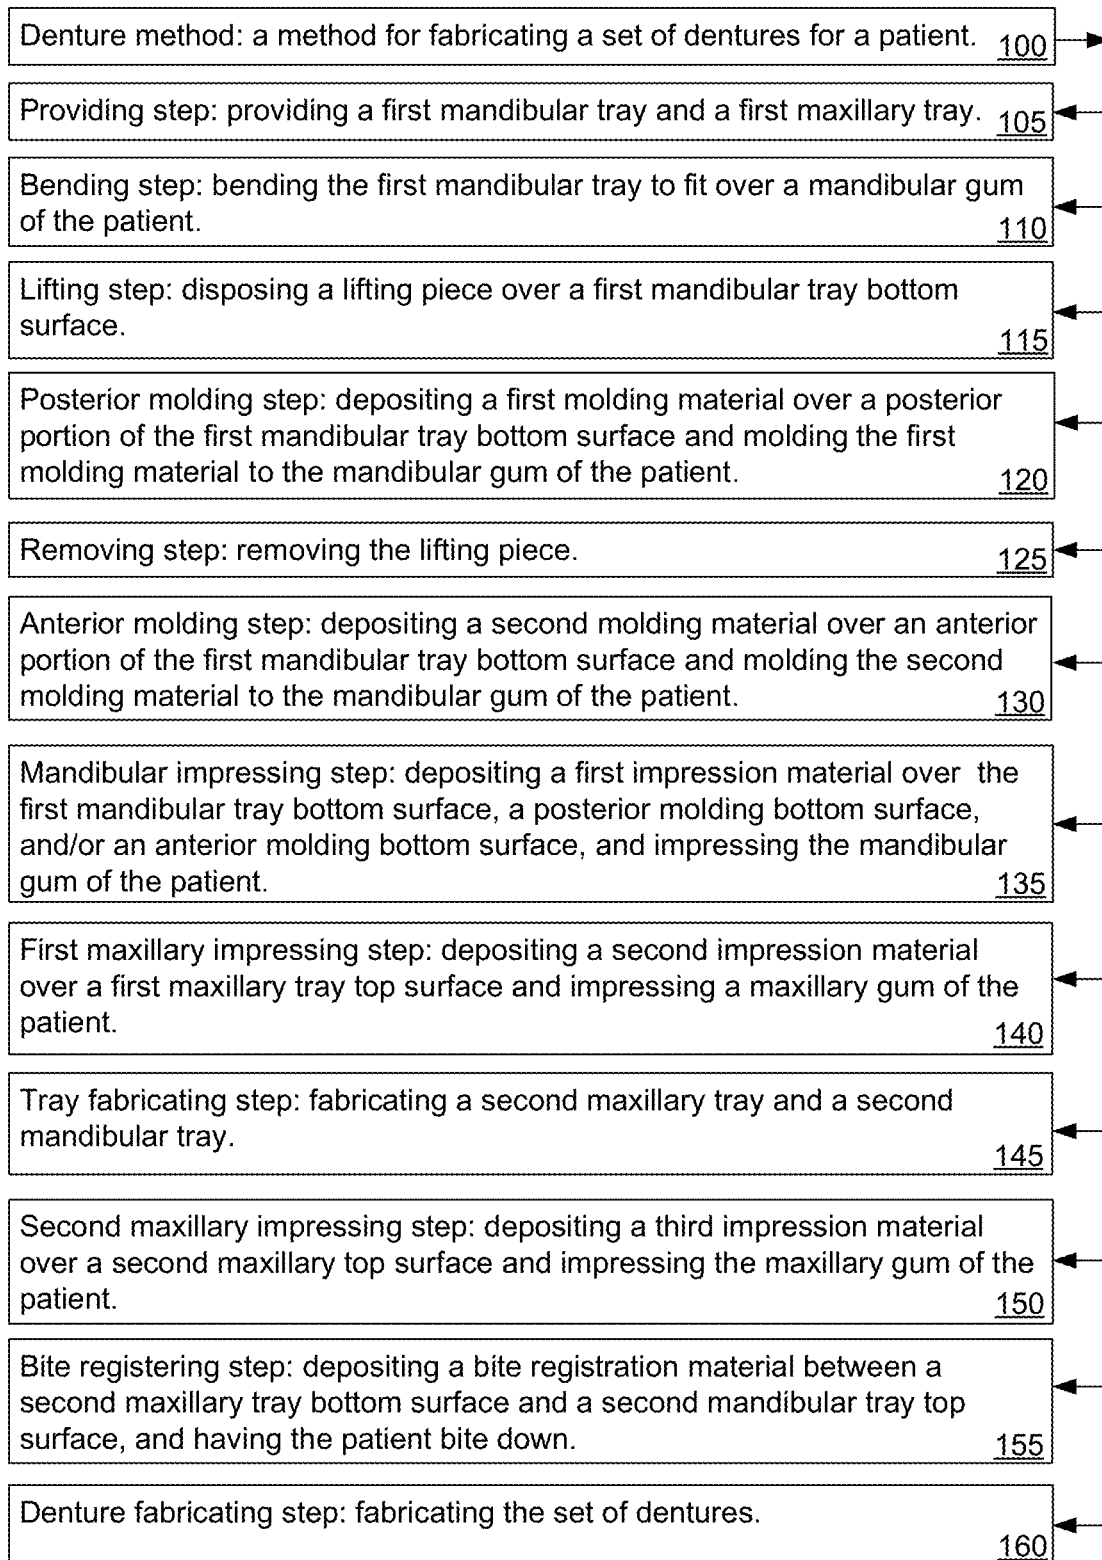 Denture method: a method for fabricating a set of dentures for a patient. 100
Providing step: providing a first mandibular tray and a first maxillary tray. 105
Bending step: bending the first mandibular tray to fit over a mandibular gum
of the patient. 110
Lifting step: disposing a lifting piece over a first mandibular tray bottom
surface. 115
Posterior molding step: depositing a first molding material over a posterior
portion of the first mandibular tray bottom surface and molding the first
molding material to the mandibular gum of the patient. 120
Removing step: removing the lifting piece. 125
Anterior molding step: depositing a second molding material over an anterior
portion of the first mandibular tray bottom surface and molding the second
molding material to the mandibular gum of the patient. 130
Mandibular impressing step: depositing a first impression material over the
first mandibular tray bottom surface, a posterior molding bottom surface,
and/or an anterior molding bottom surface, and impressing the mandibular
gum of the patient. 135
First maxillary impressing step: depositing a second impression material
over a first maxillary tray top surface and impressing a maxillary gum of the
patient. 140
Tray fabricating step: fabricating a second maxillary tray and a second
mandibular tray. 145
Second maxillary impressing step: depositing a third impression material
over a second maxillary top surface and impressing the maxillary gum of the
patient. 150
Bite registering step: depositing a bite registration material between a
second maxillary tray bottom surface and a second mandibular tray top
surface, and having the patient bite down. 155
Denture fabricating step: fabricating the set of dentures.
160